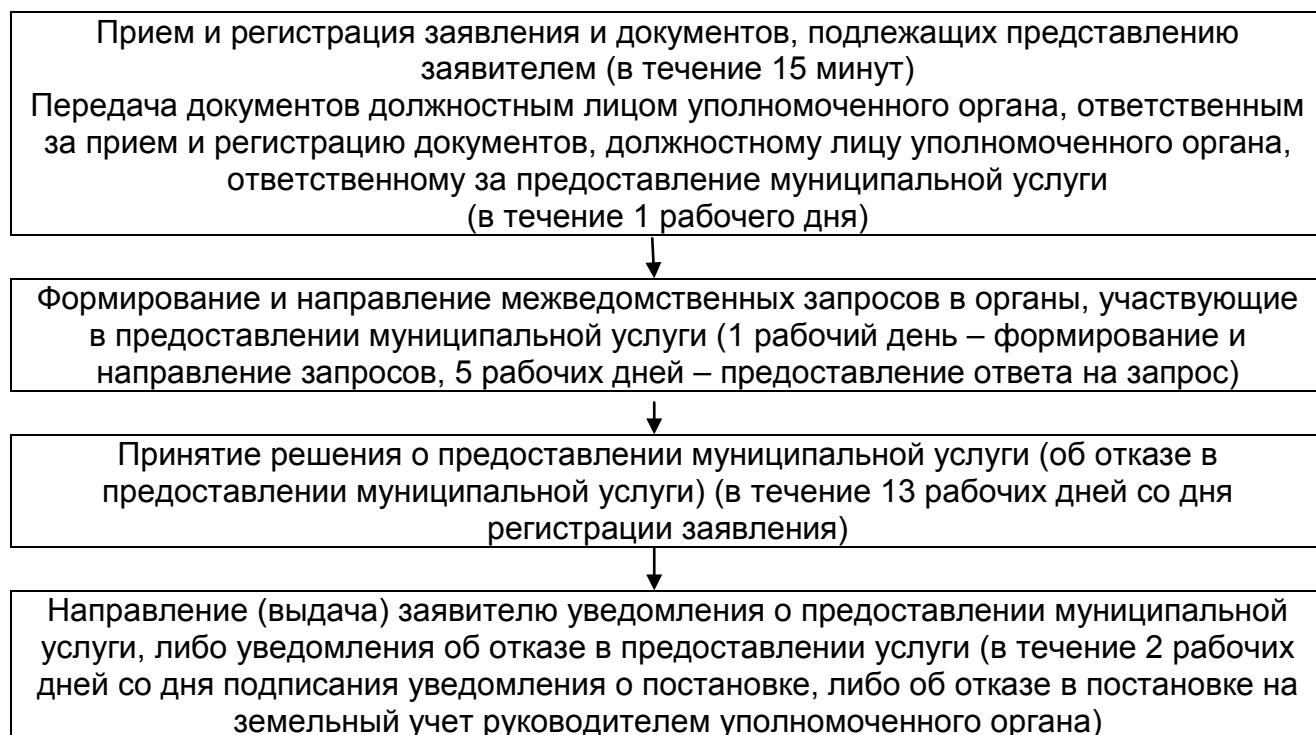 Прием и регистрация заявления и документов, подлежащих представлению
заявителем (в течение 15 минут)
Передача документов должностным лицом уполномоченного органа, ответственным
за прием и регистрацию документов, должностному лицу уполномоченного органа,
ответственному за предоставление муниципальной услуги
(в течение 1 рабочего дня)
Формирование и направление межведомственных запросов в органы, участвующие
в предоставлении муниципальной услуги (1 рабочий день – формирование и
направление запросов, 5 рабочих дней – предоставление ответа на запрос)
Принятие решения о предоставлении муниципальной услуги (об отказе в
предоставлении муниципальной услуги) (в течение 13 рабочих дней со дня
регистрации заявления)
Направление (выдача) заявителю уведомления о предоставлении муниципальной
услуги, либо уведомления об отказе в предоставлении услуги (в течение 2 рабочих
дней со дня подписания уведомления о постановке, либо об отказе в постановке на
земельный учет руководителем уполномоченного органа)